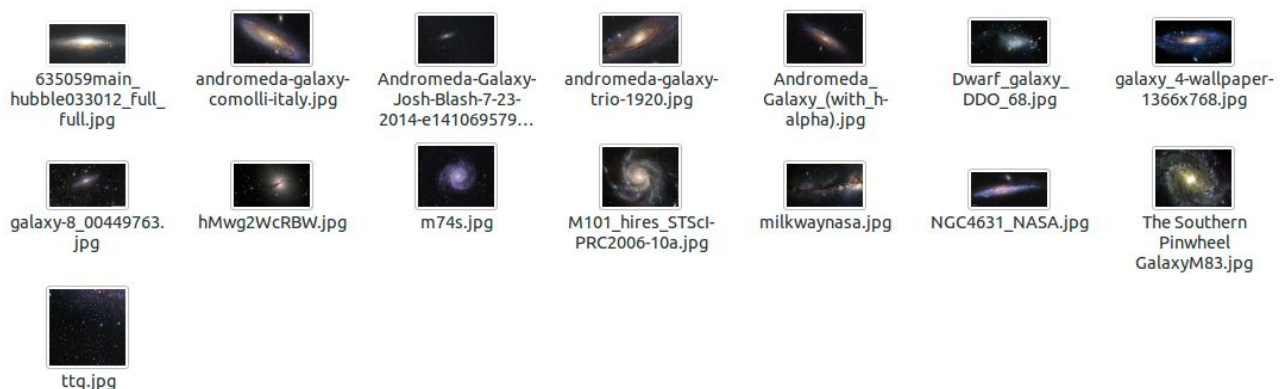 635059main_
hubble033012_full_
full.jpg
andromeda-galaxy-
comolli-italy.jpg
Andromeda-Galaxy-
Josh-Blash-7-23-
2014-e141069579…
andromeda-galaxy-
trio-1920.jpg
Andromeda_
Galaxy_(with_h-
alpha).jpg
Dwarf_galaxy_
DDO_68.jpg
galaxy_4-wallpaper-
1366x768.jpg
galaxy-8_00449763.
jpg
hMwg2WcRBW.jpg
m74s.jpg
M101_hires_STScI-
PRC2006-10a.jpg
milkwaynasa.jpg
NGC4631_NASA.jpg
The Southern
Pinwheel
GalaxyM83.jpg
ttq.jpg